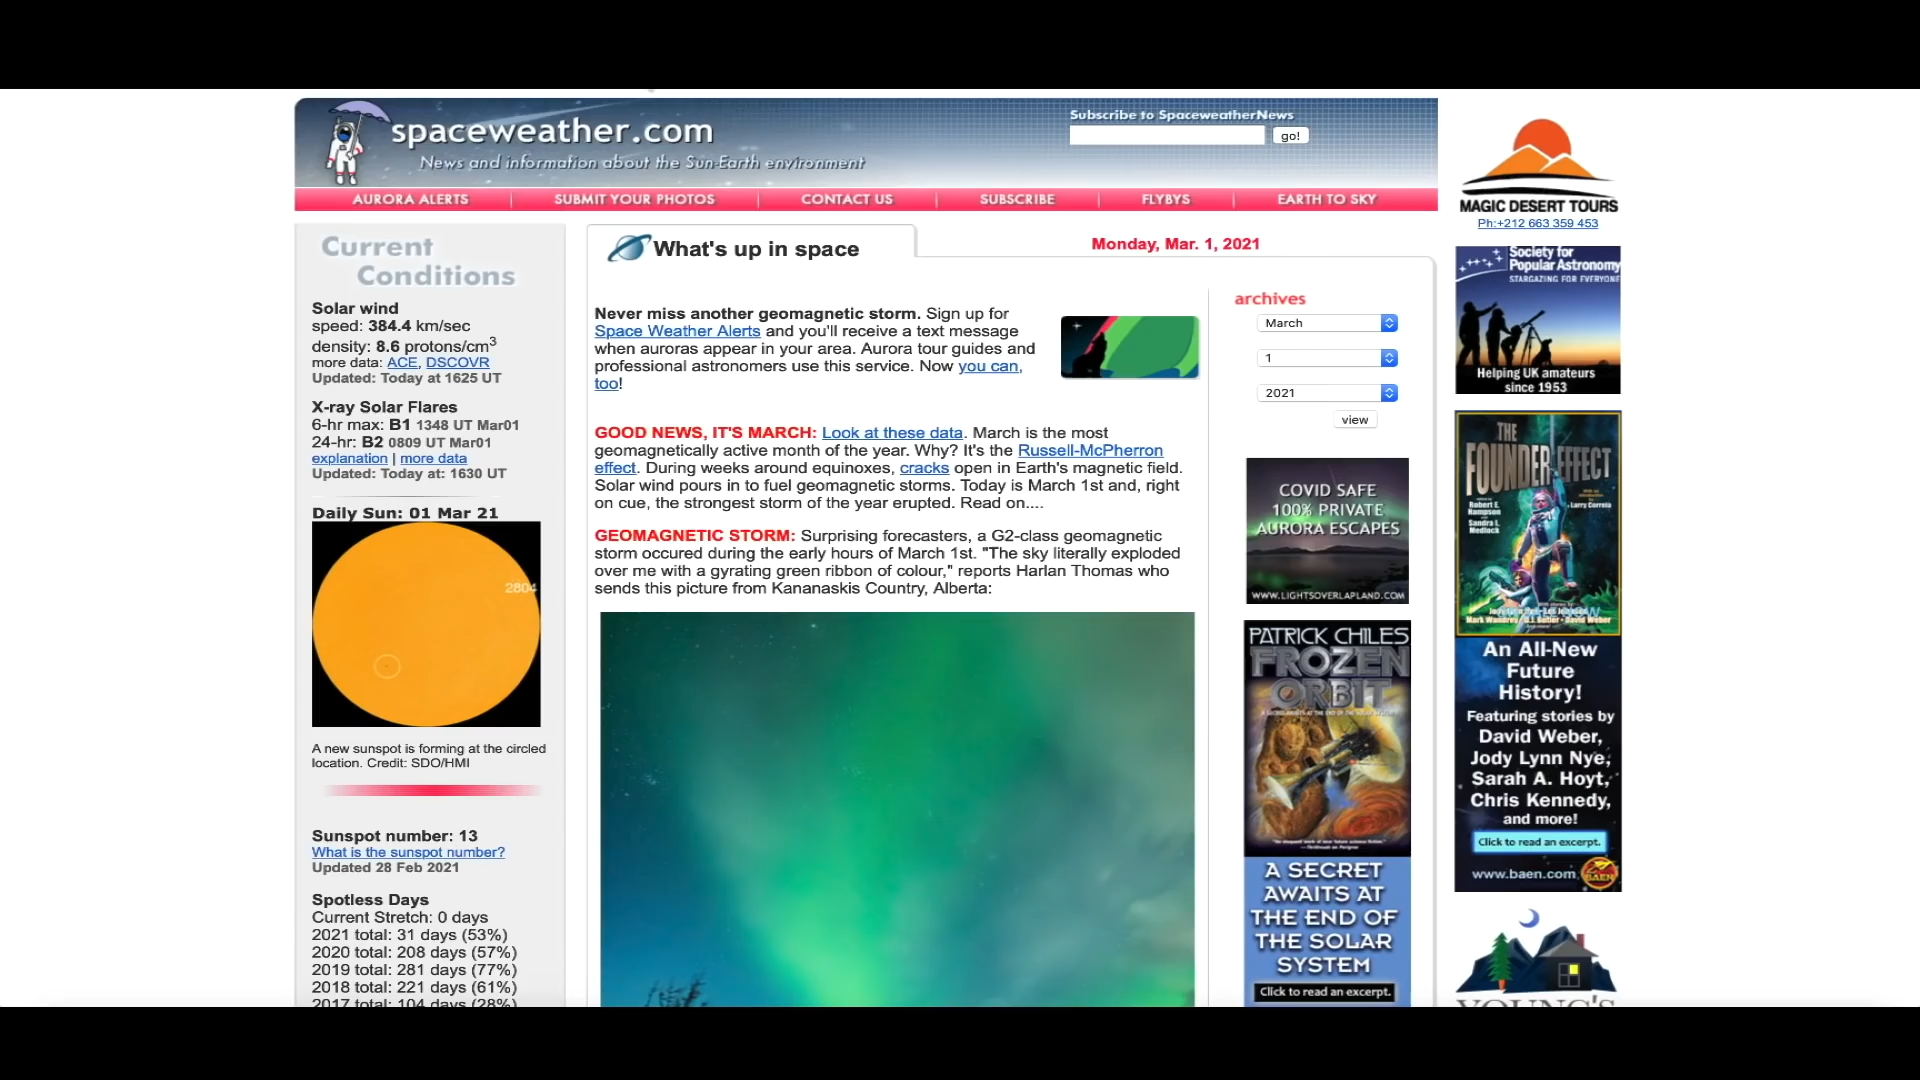 spaceweather.com
News and information about the Sun-Earth environment
Subscribe to SpaceweatherNews
go!
AURORA ALERTS
SUBMIT YOUR PHOTOS
CONTACT US
SUBSCRIBE
FLYBYS
EARTH TO SKY
Current
Conditions
Solar wind
speed: 384.4 km/sec
density: 8.6 protons/cm3
more data: ACE, DSCOVR
Updated: Today at 1625 UT
X-ray Solar Flares
6-hr max: B1 1348 UT Mar01
24-hr: B2 0809 UT Mar01
explanation | more data
Updated: Today at: 1630 UT
Daily Sun: 01 Mar 21
2804
A new sunspot is forming at the circled
location. Credit: SDO/HMI
Sunspot number: 13
What is the sunspot number?
Updated 28 Feb 2021
Spotless Days
Current Stretch: 0 days
2021 total: 31 days (53%)
2020 total: 208 days (57%)
2019 total: 281 days (77%)
2018 total: 221 days (61%)
2017 total: 104 days (28%)
What's up in space
Monday, Mar. 1, 2021
Never miss another geomagnetic storm. Sign up for
Space Weather Alerts and you'll receive a text message
when auroras appear in your area. Aurora tour guides and
professional astronomers use this service. Now you can,
too!
GOOD NEWS, IT'S MARCH: Look at these data. March is the most
geomagnetically active month of the year. Why? It's the Russell-McPherron
effect. During weeks around equinoxes, cracks open in Earth's magnetic field.
Solar wind pours in to fuel geomagnetic storms. Today is March 1st and, right
on cue, the strongest storm of the year erupted. Read on....
GEOMAGNETIC STORM: Surprising forecasters, a G2-class geomagnetic
storm occured during the early hours of March 1st. "The sky literally exploded
over me with a gyrating green ribbon of colour," reports Harlan Thomas who
sends this picture from Kananaskis Country, Alberta:
archives
March
1
2021
view
COVID SAFE
100% PRIVATE
AURORA ESCAPES
WWW.LIGHTSOVERLAPLAND.COM
PATRICK CHILES
FROZEN
ORBIT
A SECRET
AWAITS AT
THE END OF
THE SOLAR
SYSTEM
Click to read an excerpt.
MAGIC DESERT TOURS
Ph:+212 663 359 453
Society for
Popular Astronomy
STARGAZING FOR EVERYONE
Helping UK amateurs
since 1953
THE
FOUNDER EFFECT
Robert E.
Hampson
Sandra L.
Medlock
Larry Correia
An All-New
Future
History!
Featuring stories by
David Weber,
Jody Lynn Nye,
Sarah A. Hoyt,
Chris Kennedy,
and more!
Click to read an excerpt.
www.baen.com
BAEN
YOUNG'S